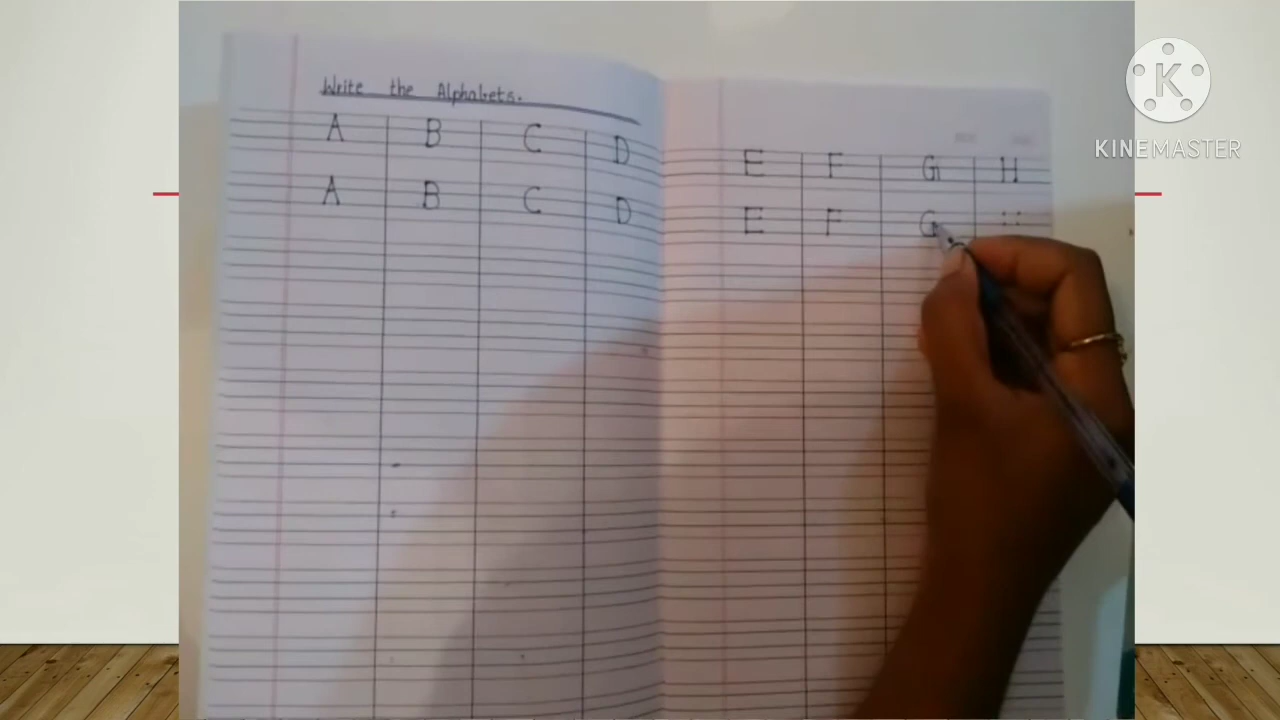 Write the Alphabets.
A B C D
A B C D
E F G H
E F G
KINEMASTER